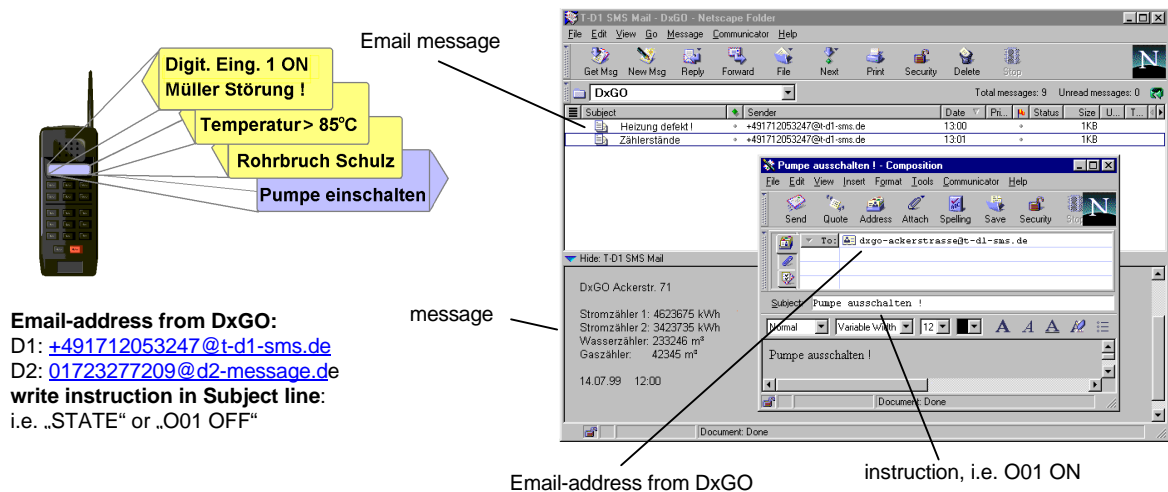 Email message
Digit. Eing. 1 ON
Müller Störung !
Temperatur> 85°C
Rohrbruch Schulz
Pumpe einschalten
Email-address from DxGO:
D1: +491712053247@t-d1-sms.de
D2: 01723277209@d2-message.de
write instruction in Subject line:
i.e. „STATE“ or „O01 OFF“
message
T-D1 SMS Mail - DxGO - Netscape Folder
File Edit View Go Message Communicator Help
Get Msg New Msg Reply Forward File Next Print Security Delete Stop
N
DxGO
Total messages: 9 Unread messages: 0
Subject Sender Date Pri... Status Size U... T...
Heizung defekt ! +491712053247@t-d1-sms.de 13:00 1KB
Zählerstände +491712053247@t-d1-sms.de 13:01 1KB
Pumpe ausschalten ! - Composition
File Edit View Insert Format Tools Communicator Help
Send Quote Address Attach Spelling Save Security Stop
N
To: dxgo-ackerstrasse@t-d1-sms.de
Subject: Pumpe ausschalten !
Normal Variable Width 12 A A A
Pumpe ausschalten !
Document: Done
Hide: T-D1 SMS Mail
DxGO Ackerstr. 71
Stromzähler 1: 4623675 kWh
Stromzähler 2: 3423735 kWh
Wasserzähler: 233246 m³
Gaszähler: 42345 m³
14.07.99 12:00
Document: Done
Email-address from DxGO
instruction, i.e. O01 ON